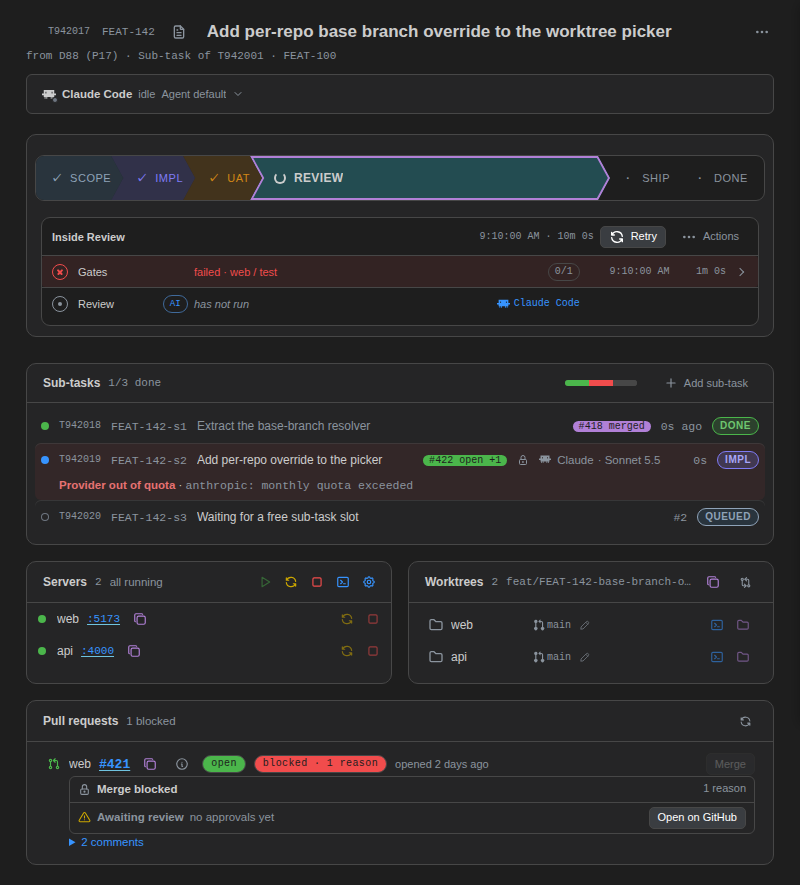 T942017 FEAT-142 Add per-repo base branch override to the worktree picker
from D88 (P17) · Sub-task of T942001 · FEAT-100
Claude Code idle Agent default
SCOPE IMPL UAT REVIEW SHIP DONE
Inside Review 9:10:00 AM · 10m 0s Retry Actions
Gates failed · web / test 0/1 9:10:00 AM 1m 0s
Review AI has not run Claude Code
Sub-tasks 1/3 done Add sub-task
T942018 FEAT-142-s1 Extract the base-branch resolver #418 merged 0s ago DONE
T942019 FEAT-142-s2 Add per-repo override to the picker #422 open +1 Claude · Sonnet 5.5 0s IMPL
Provider out of quota · anthropic: monthly quota exceeded
T942020 FEAT-142-s3 Waiting for a free sub-task slot #2 QUEUED
Servers 2 all running
web :5173
api :4000
Worktrees 2 feat/FEAT-142-base-branch-o…
web main
api main
Pull requests 1 blocked
web #421 open blocked · 1 reason opened 2 days ago Merge
Merge blocked 1 reason
Awaiting review no approvals yet Open on GitHub
2 comments